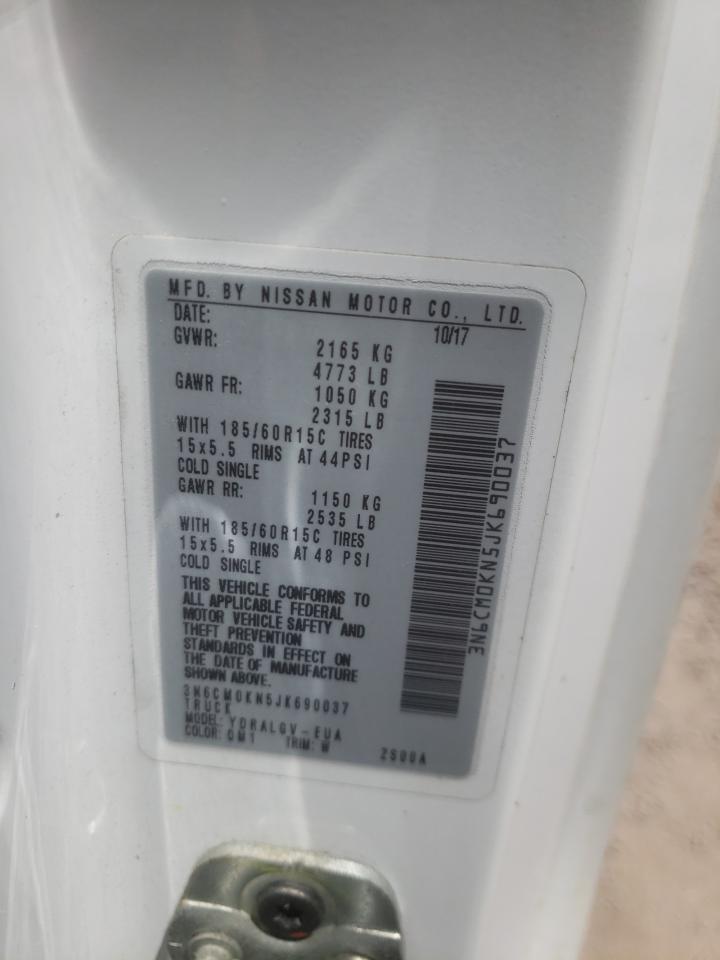 MFD. BY NISSAN MOTOR CO., LTD.
DATE: 10/17
GVWR: 2165 KG
4773 LB
GAWR FR: 1050 KG
2315 LB
WITH 185/60R15C TIRES
15x5.5 RIMS AT 44PSI
COLD SINGLE
GAWR RR: 1150 KG
2535 LB
WITH 185/60R15C TIRES
15x5.5 RIMS AT 48 PSI
COLD SINGLE
THIS VEHICLE CONFORMS TO
ALL APPLICABLE FEDERAL
MOTOR VEHICLE SAFETY AND
THEFT PREVENTION
STANDARDS IN EFFECT ON
THE DATE OF MANUFACTURE
SHOWN ABOVE.
3N6CM0KN5JK690037
TRUCK
MODEL: YDRALGV-EUA
COLOR: QM1 TRIM: W 2S00A
3N6CM0KN5JK690037